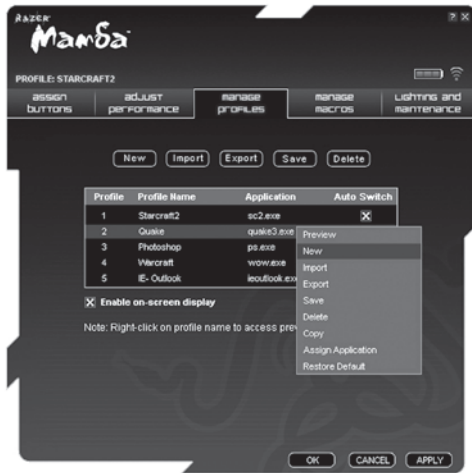 RAZER
Mamba
PROFILE: STARCRAFT2
assign buttons
adjust performance
manage profiles
manage macros
Lighting and maintenance
New Import Export Save Delete
Profile Profile Name Application Auto Switch
1 Starcraft2 sc2.exe
2 Quake quake3.exe
3 Photoshop ps.exe
4 Warcraft wow.exe
5 IE- Outlook ieoutlook.ex
Preview
New
Import
Export
Save
Delete
Copy
Assign Application
Restore Default
Enable on-screen display
Note: Right-click on profile name to access pre
OK CANCEL APPLY